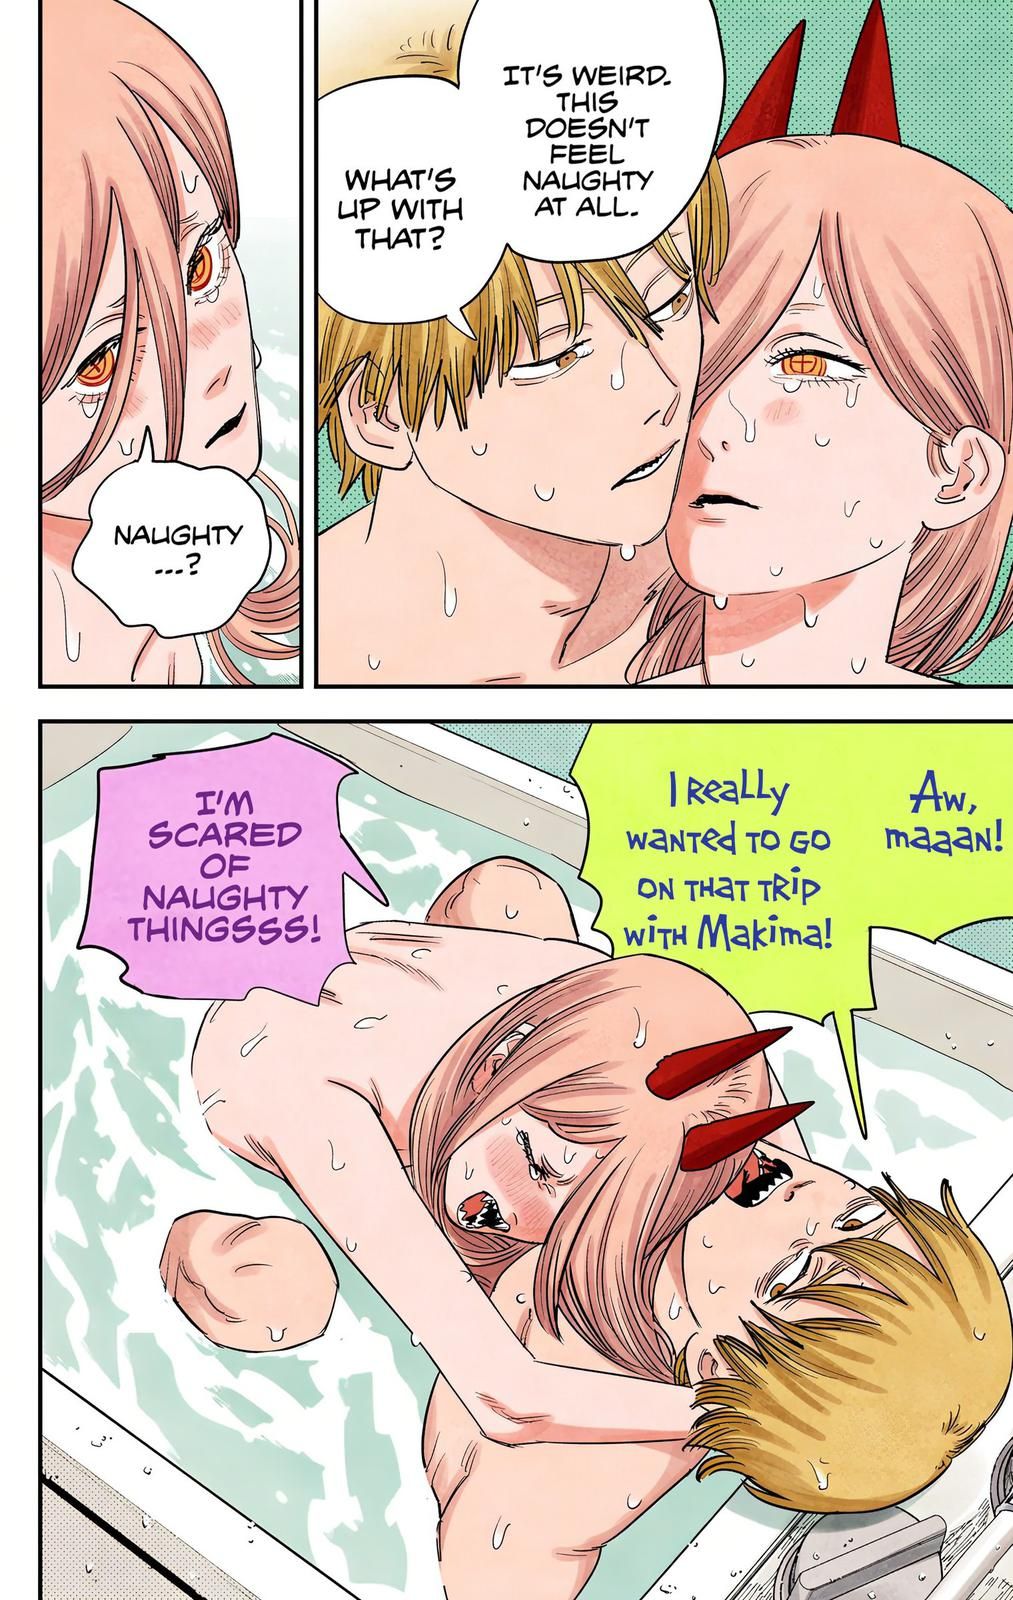 NAUGHTY
...?
IT'S WEIRD.
THIS
DOESN'T
FEEL
NAUGHTY
AT ALL.
WHAT'S
UP WITH
THAT?
I'M
SCARED
OF
NAUGHTY
THINGSSS!
I REALLY
WANTED TO GO
ON THAT TRIP
WITH MAKIMA!
AW,
MAAAN!